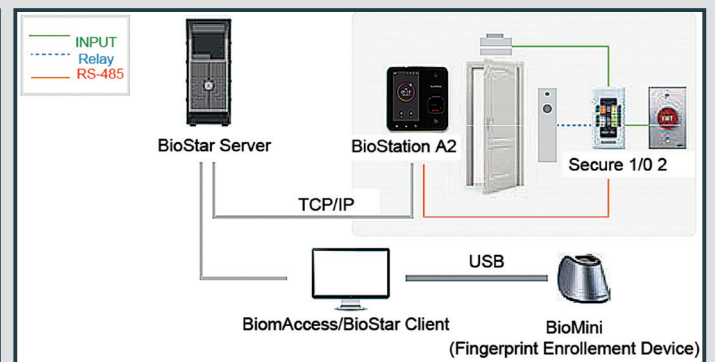 INPUT
Relay
RS-485
BioStar Server
BioStation A2
Secure 1/0 2
EXIT
TCP/IP
USB
BiomAccess/BioStar Client
BioMini
(Fingerprint Enrollement Device)